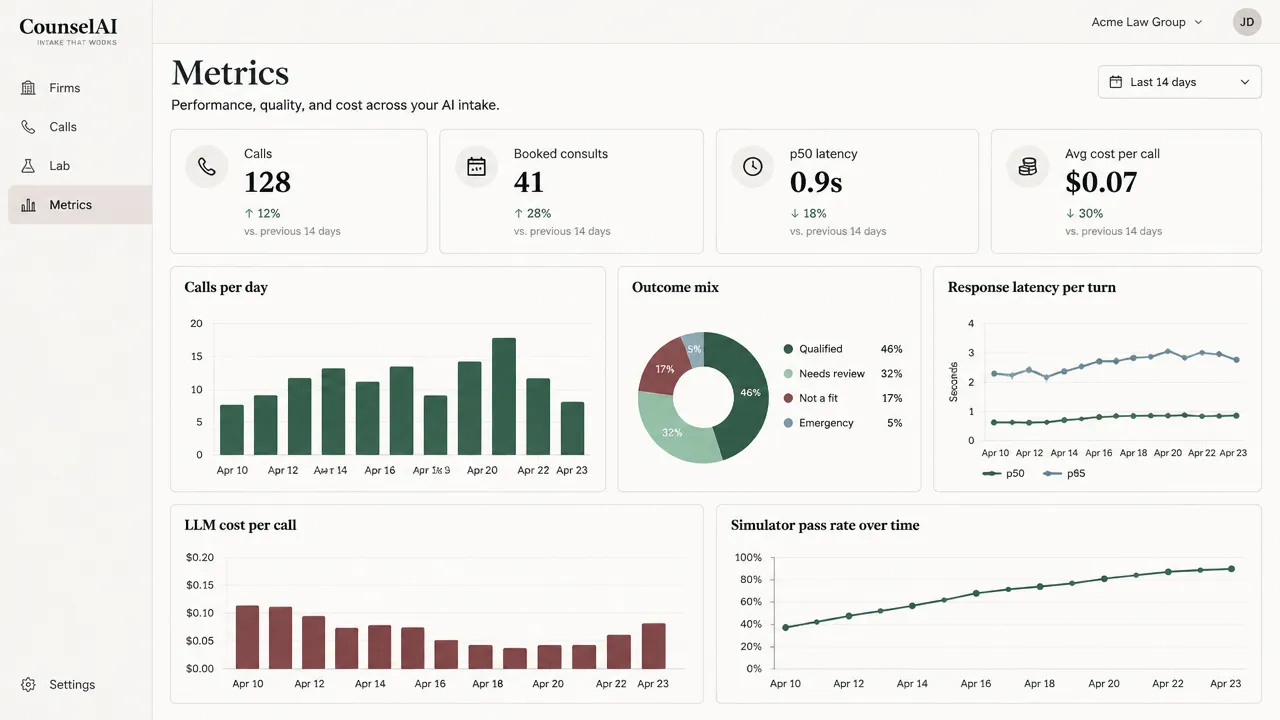 CounselAI
INTAKE THAT WORKS
Firms
Calls
Lab
Metrics
Settings
Acme Law Group
JD
Metrics
Performance, quality, and cost across your AI intake.
Last 14 days
Calls
128
↑ 12%
vs. previous 14 days
Booked consults
41
↑ 28%
vs. previous 14 days
p50 latency
0.9s
↓ 18%
vs. previous 14 days
Avg cost per call
$0.07
↓ 30%
vs. previous 14 days
Calls per day
20
15
10
5
0
Apr 10
Apr 12
14
Apr 16
Apr
Apr 20
Apr 22
Apr 23
Outcome mix
5%
17%
46%
32%
Qualified 46%
Needs review 32%
Not a fit 17%
Emergency 5%
Response latency per turn
Seconds
4
3
2
1
0
Apr 10 Apr 12 Apr 14 Apr 16 Apr 18 Apr 20 Apr 22 Apr 23
p50 p65
LLM cost per call
$0.20
$0.15
$0.10
$0.05
$0.00
Apr 10 Apr 12 Apr 14 Apr 16 Apr 18 Apr 20 Apr 22 Apr 23
Simulator pass rate over time
100%
80%
60%
40%
20%
0%
Apr 10 Apr 12 Apr 14 Apr 16 Apr 18 Apr 20 Apr 22 Apr 23